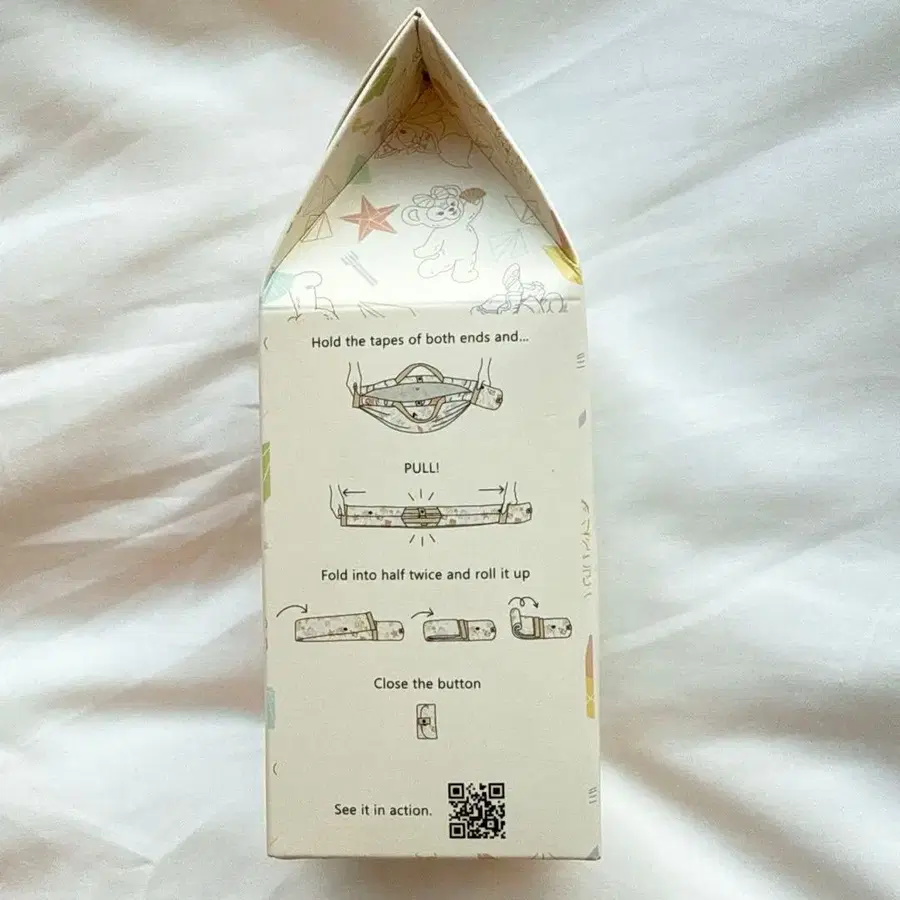 Hold the tapes of both ends and...
PULL!
Fold into half twice and roll it up
Close the button
See it in action.